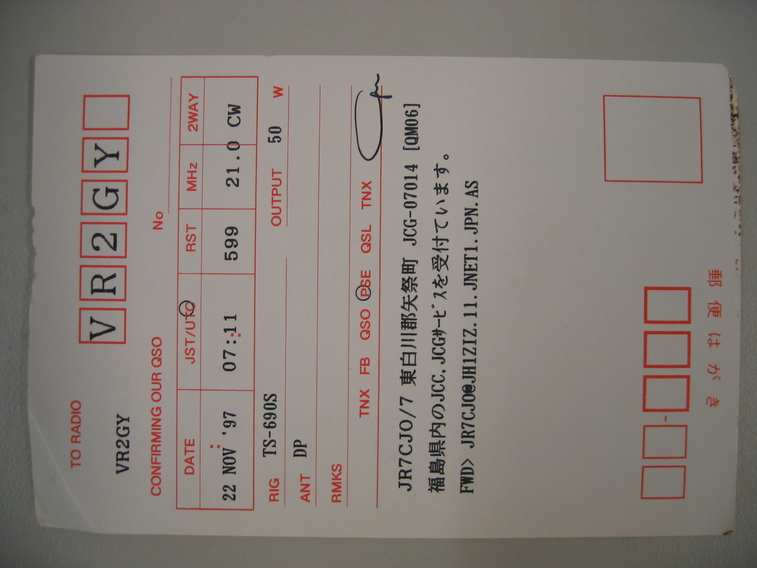 TO RADIO
VR2GY
VR2GY
CONFIRMING OUR QSO
No
DATE JST/UTC RST MHz 2WAY
22 NOV '97 07:11 599 21.0 CW
RIG TS-690S OUTPUT 50 W
ANT DP
RMKS
TNX FB QSO PSE QSL TNX
JR7CJO/7 東白川郡矢祭町 JCG-07014 [QM06]
福島県内のJCC,JCGサービスを受付ています。
FWD> JR7CJO@JH1ZIZ.11.JNET1.JPN.AS
郵便はがき